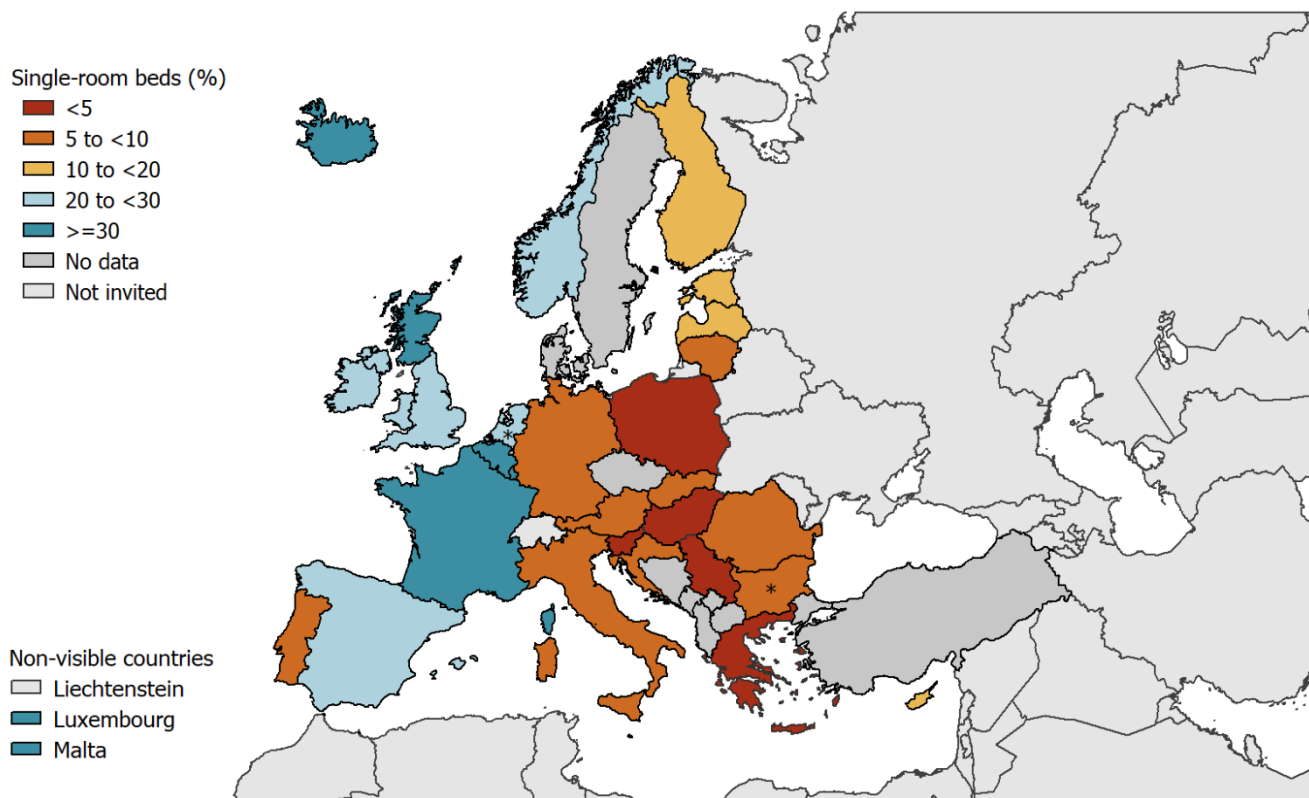 Single-room beds (%)
<5
5 to <10
10 to <20
20 to <30
>=30
No data
Not invited
*
*
Non-visible countries
Liechtenstein
Luxembourg
Malta